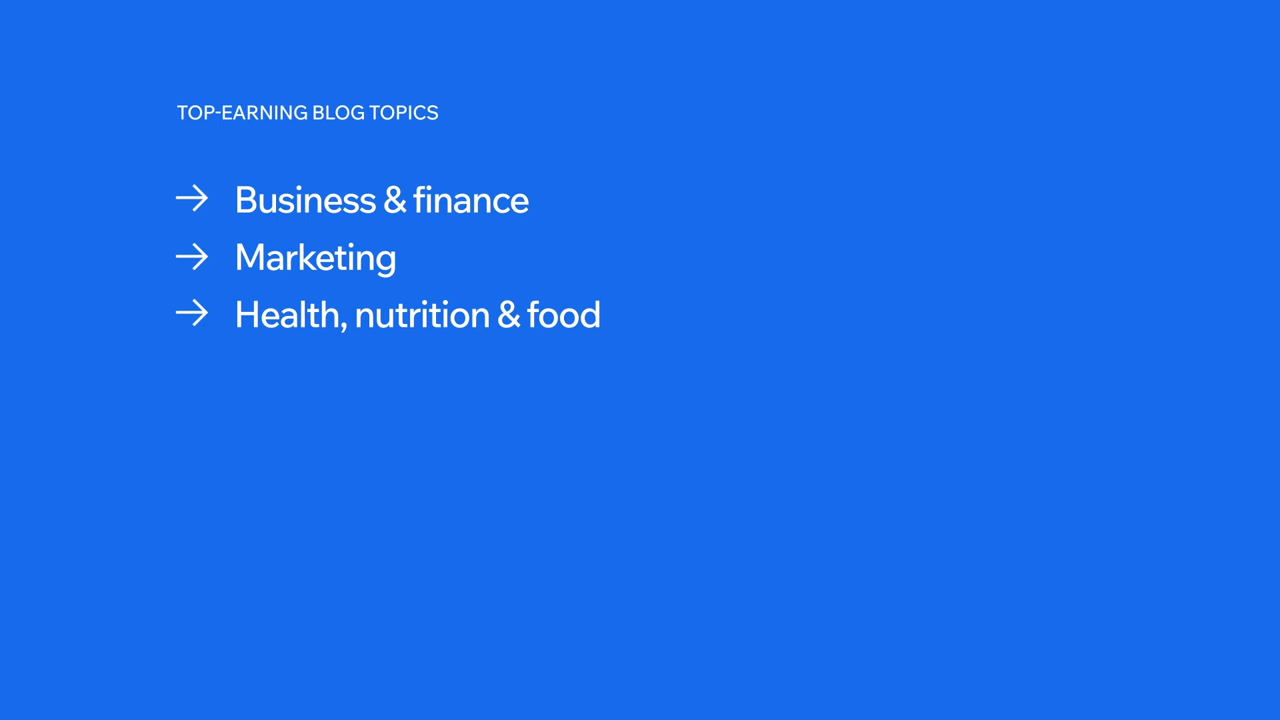 TOP-EARNING BLOG TOPICS
→ Business & finance
→ Marketing
→ Health, nutrition & food